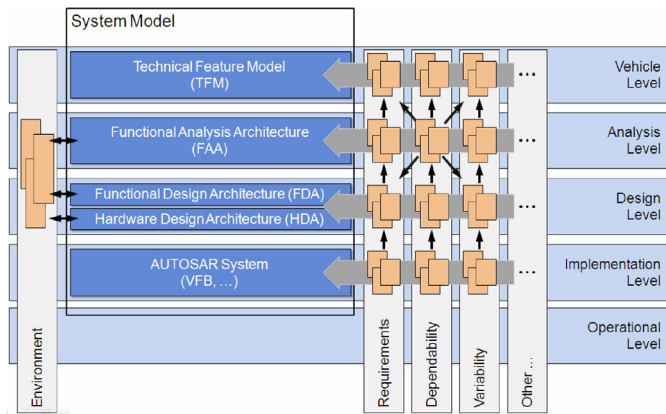 System Model
Technical Feature Model
(TFM)
Vehicle
Level
Functional Analysis Architecture
(FAA)
Analysis
Level
Functional Design Architecture (FDA)
Hardware Design Architecture (HDA)
Design
Level
AUTOSAR System
(VFB, ...)
Implementation
Level
Operational
Level
...
...
...
...
Environment
Requirements
Dependability
Variability
Other ...